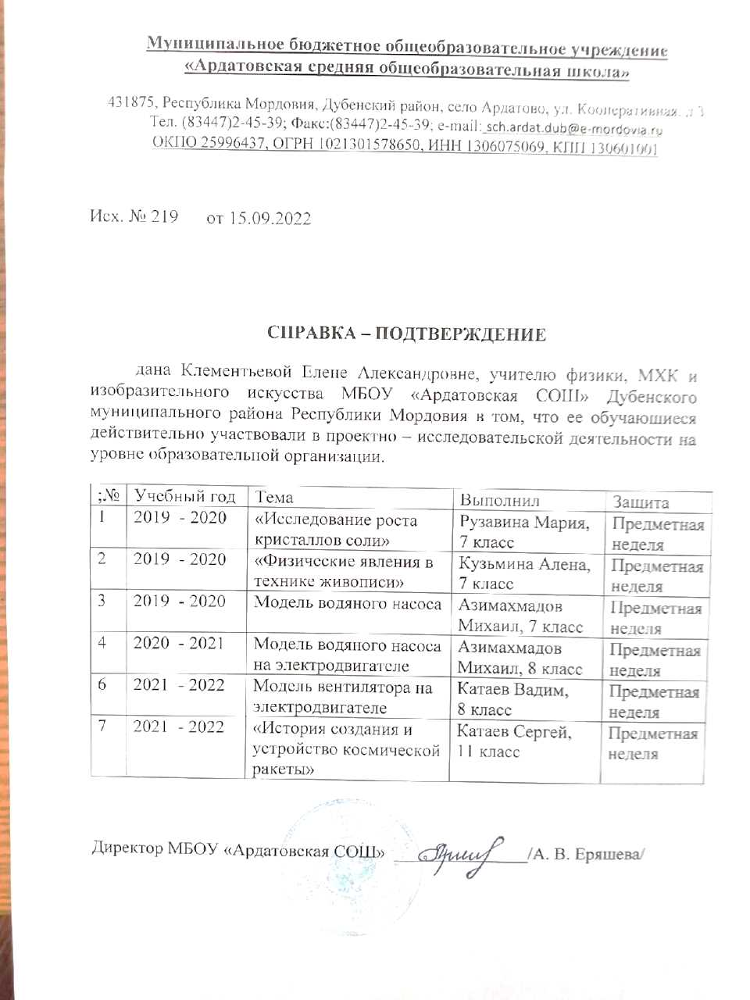 Муниципальное бюджетное общеобразовательное учреждение
«Ардатовская средняя общеобразовательная школа»
431875, Республика Мордовия, Дубенский район, село Ардатово, ул. Кооперативная, д 3
Тел. (83447)2-45-39; Факс:(83447)2-45-39; e-mail: sch.ardat.dub@e-mordovia.ru
ОКПО 25996437, ОГРН 1021301578650, ИНН 1306075069, КПП 130601001
Исх. № 219 от 15.09.2022
СПРАВКА – ПОДТВЕРЖДЕНИЕ
дана Клементьевой Елене Александровне, учителю физики, МХК и
изобразительного искусства МБОУ «Ардатовская СОШ» Дубенского
муниципального района Республики Мордовия в том, что ее обучающиеся
действительно участвовали в проектно – исследовательской деятельности на
уровне образовательной организации.
;№ Учебный год Тема Выполнил Защита
1 2019 - 2020 «Исследование роста Рузавина Мария, Предметная
кристаллов соли» 7 класс неделя
2 2019 - 2020 «Физические явления в Кузьмина Алена, Предметная
технике живописи» 7 класс неделя
3 2019 - 2020 Модель водяного насоса Азимахмадов Предметная
Михаил, 7 класс неделя
4 2020 - 2021 Модель водяного насоса Азимахмадов Предметная
на электродвигателе Михаил, 8 класс неделя
6 2021 - 2022 Модель вентилятора на Катаев Вадим, Предметная
электродвигателе 8 класс неделя
7 2021 - 2022 «История создания и Катаев Сергей, Предметная
устройство космической 11 класс неделя
ракеты»
Директор МБОУ «Ардатовская СОШ» /А. В. Еряшева/